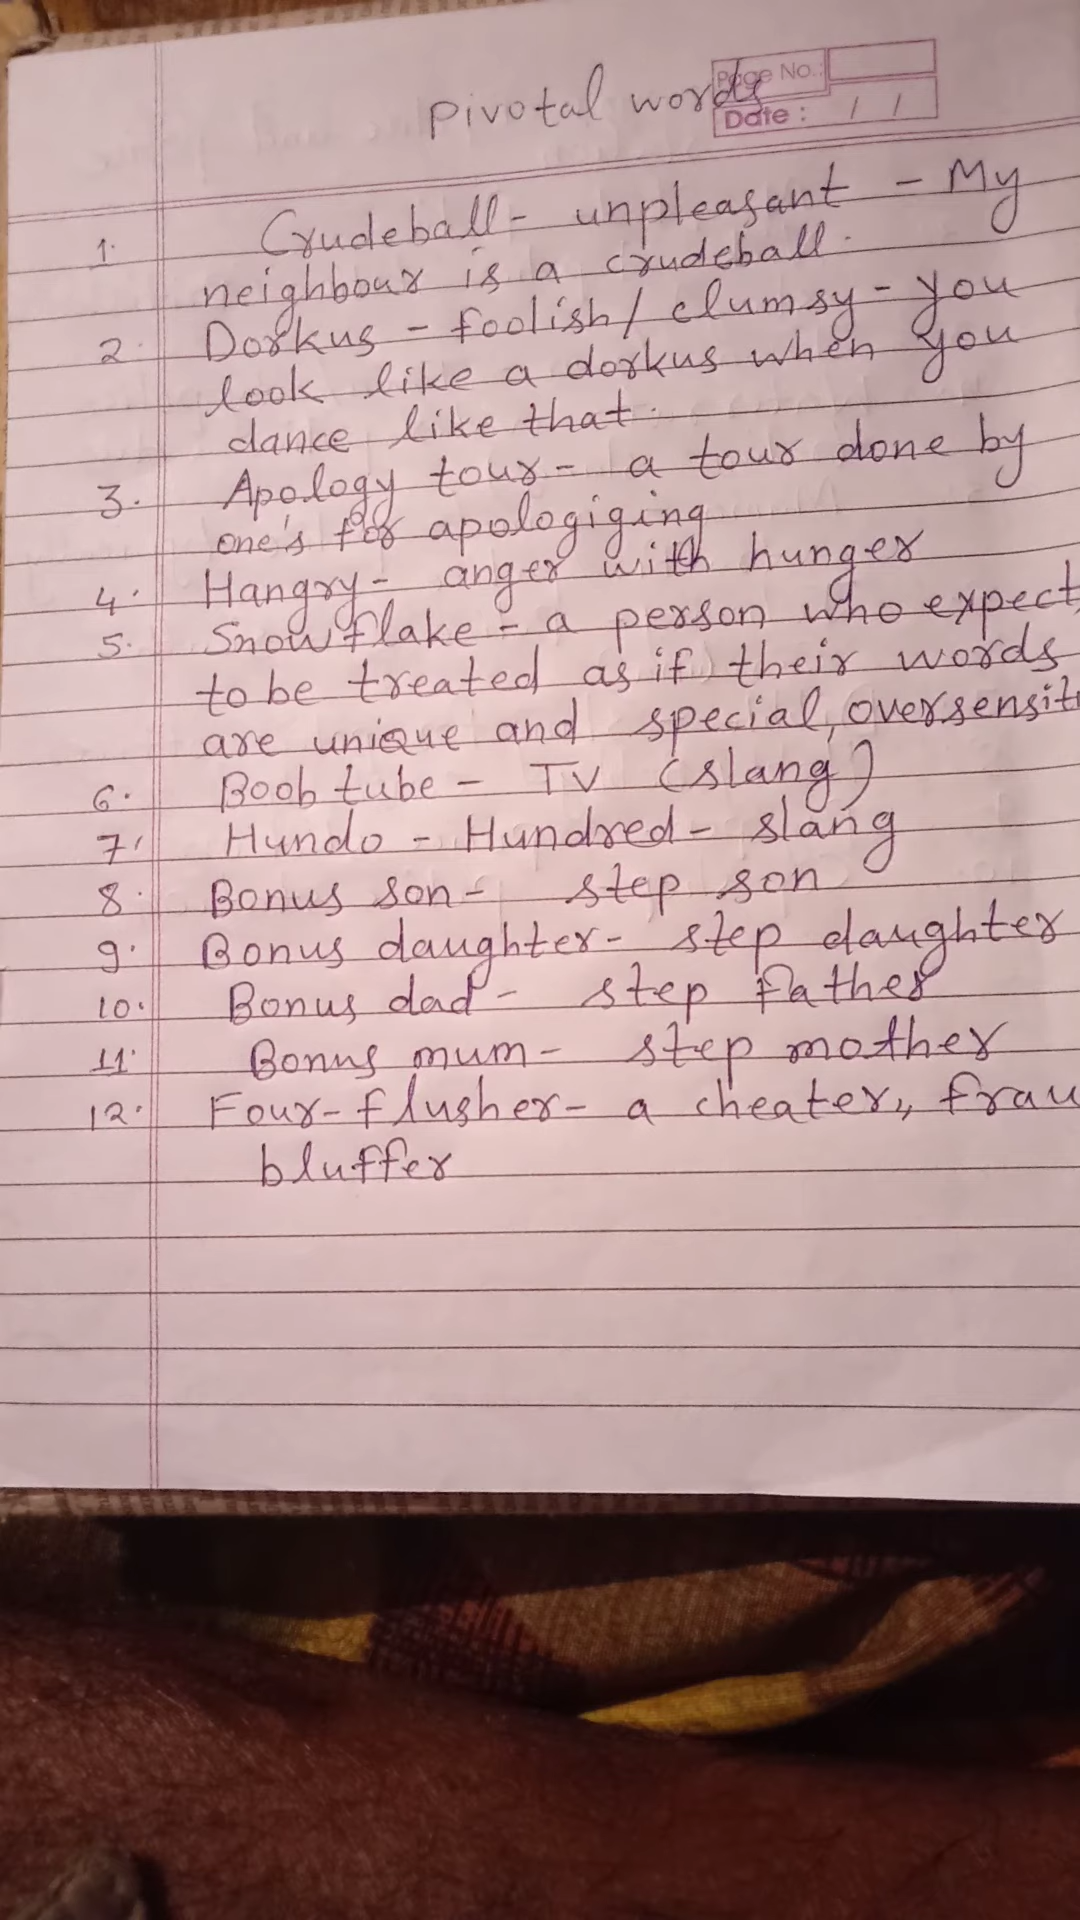 Pivotal words
Page No.:
Date : / /
1. Crudeball - unpleasant - My
neighbour is a crudeball.
2. Dorkus - foolish/clumsy - you
look like a dorkus when you
dance like that.
3. Apology tour - a tour done by
one's for apologiging
4. Hangry - anger with hunger
5. Snowflake - a person who expect
to be treated as if their words
are unique and special, oversensiti
6. Boob tube - TV (slang)
7. Hundo - Hundred - slang
8. Bonus son - step son
9. Bonus daughter - step daughter
10. Bonus dad - step father
11. Bonus mum - step mother
12. Four-flusher - a cheater,, frau
bluffer